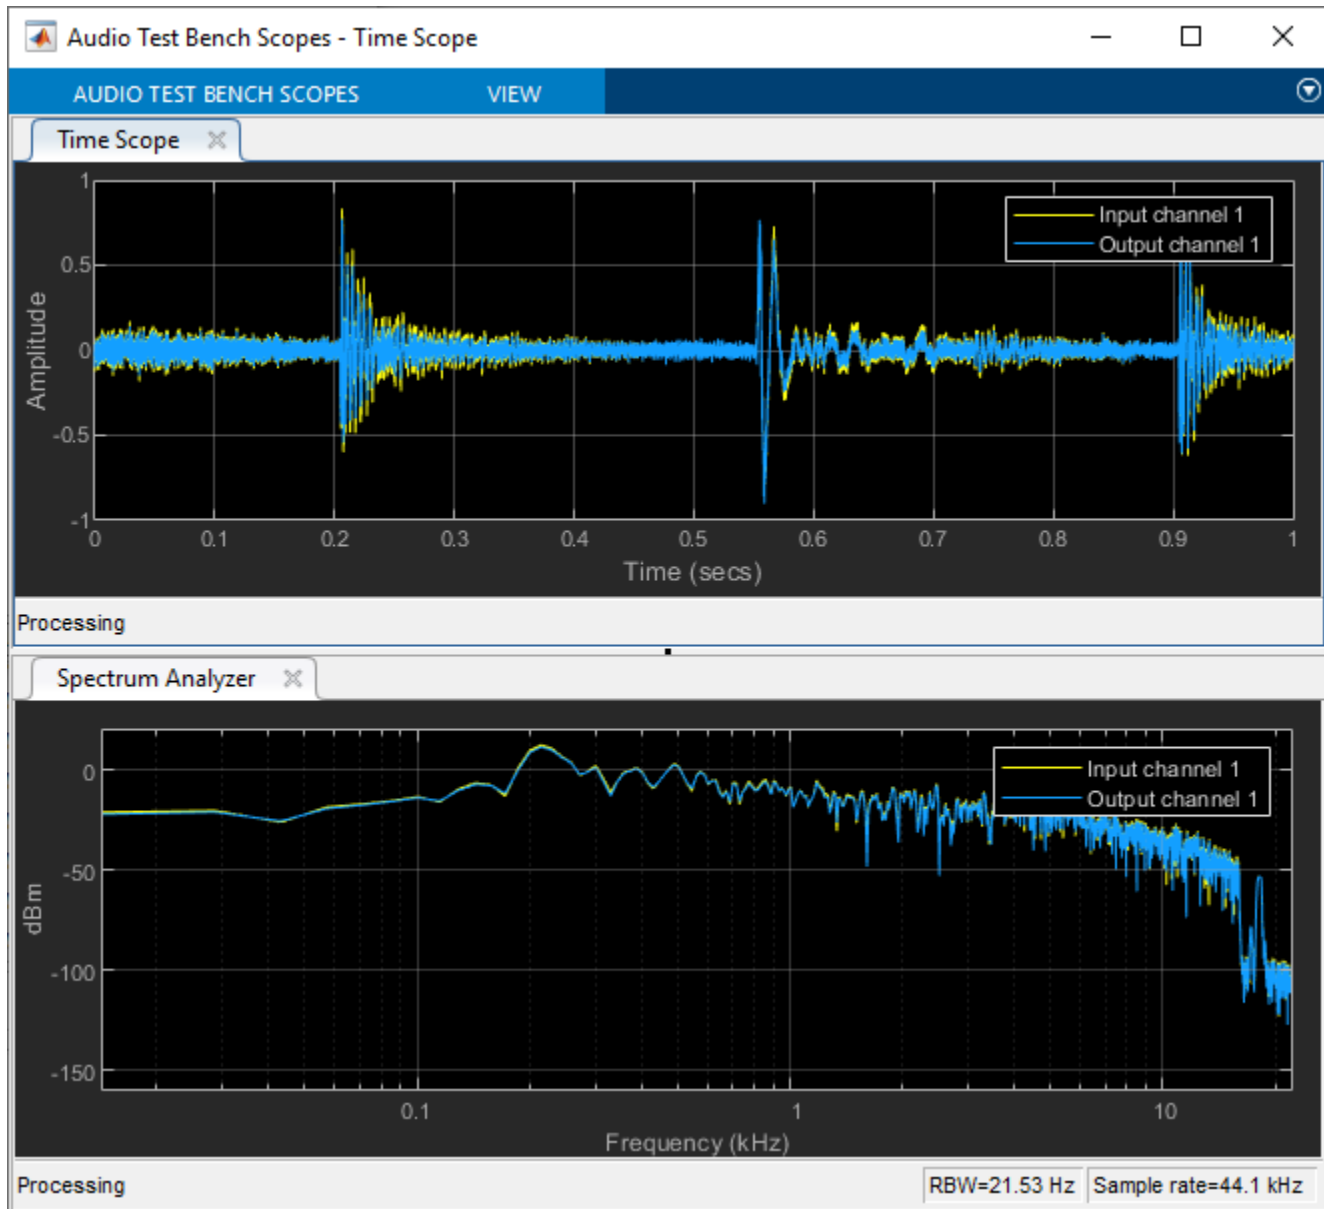 Audio Test Bench Scopes - Time Scope
AUDIO TEST BENCH SCOPES VIEW
Time Scope
1
0.5
0
-0.5
-1
Amplitude
Input channel 1
Output channel 1
0 0.1 0.2 0.3 0.4 0.5 0.6 0.7 0.8 0.9 1
Time (secs)
Processing
Spectrum Analyzer
0
-50
-100
-150
dBm
Input channel 1
Output channel 1
0.1 1 10
Frequency (kHz)
Processing RBW=21.53 Hz Sample rate=44.1 kHz